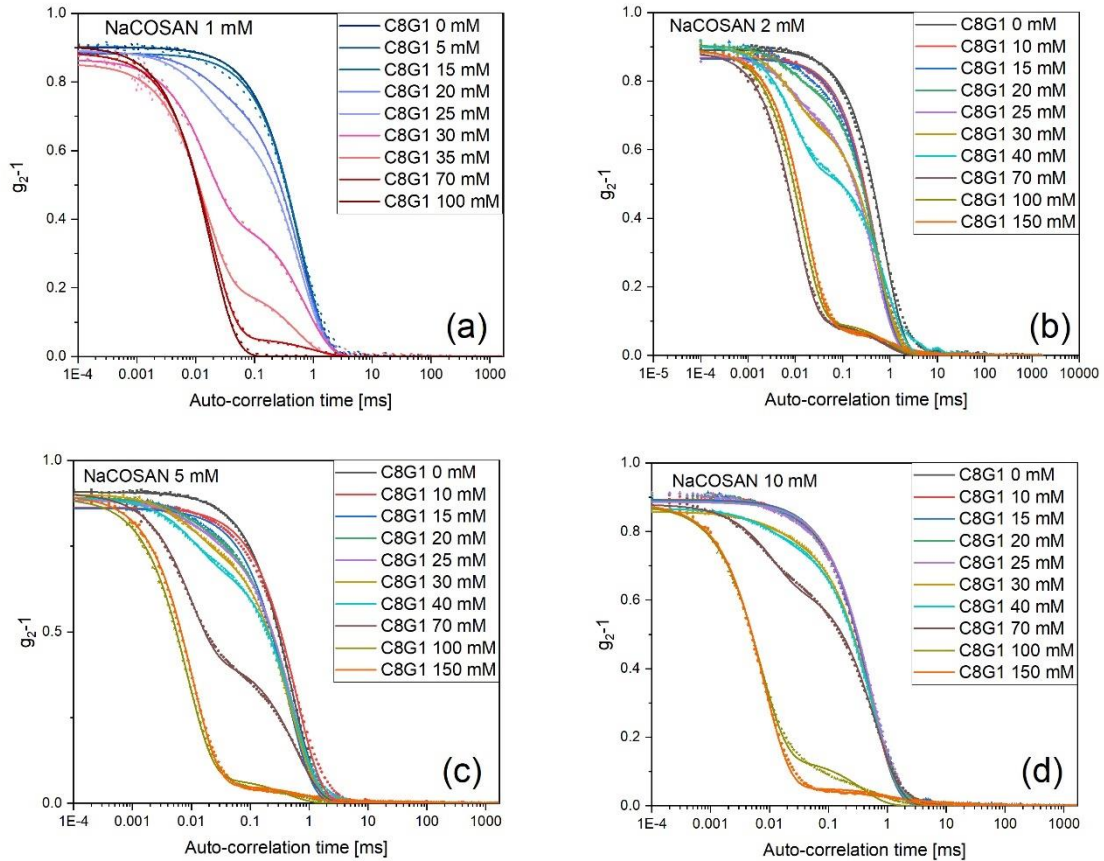 NaCOSAN 1 mM
C8G1 0 mM
C8G1 5 mM
C8G1 15 mM
C8G1 20 mM
C8G1 25 mM
C8G1 30 mM
C8G1 35 mM
C8G1 70 mM
C8G1 100 mM
(a)
g2-1
1.0
0.8
0.6
0.4
0.2
0.0
1E-4 0.001 0.01 0.1 1 10 100 1000
Auto-correlation time [ms]
NaCOSAN 2 mM
C8G1 0 mM
C8G1 10 mM
C8G1 15 mM
C8G1 20 mM
C8G1 25 mM
C8G1 30 mM
C8G1 40 mM
C8G1 70 mM
C8G1 100 mM
C8G1 150 mM
(b)
g2-1
1.0
0.8
0.6
0.4
0.2
0.0
1E-5 1E-4 0.001 0.01 0.1 1 10 100 1000 10000
Auto-correlation time [ms]
NaCOSAN 5 mM
C8G1 0 mM
C8G1 10 mM
C8G1 15 mM
C8G1 20 mM
C8G1 25 mM
C8G1 30 mM
C8G1 40 mM
C8G1 70 mM
C8G1 100 mM
C8G1 150 mM
(c)
g2-1
1.0
0.5
0.0
1E-4 0.001 0.01 0.1 1 10 100 1000
Auto-correlation time [ms]
NaCOSAN 10 mM
C8G1 0 mM
C8G1 10 mM
C8G1 15 mM
C8G1 20 mM
C8G1 25 mM
C8G1 30 mM
C8G1 40 mM
C8G1 70 mM
C8G1 100 mM
C8G1 150 mM
(d)
g2-1
1.0
0.8
0.6
0.4
0.2
0.0
1E-4 0.001 0.01 0.1 1 10 100 1000
Auto-correlation time [ms]